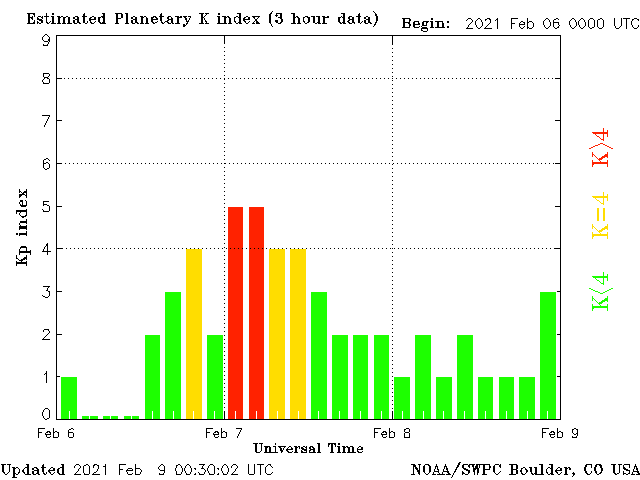 Estimated Planetary K index (3 hour data)
Begin: 2021 Feb 06 0000 UTC
9
8
7
6
5
4
3
2
1
0
Kp index
K>4
K=4
K<4
Feb 6
Feb 7
Feb 8
Feb 9
Universal Time
Updated 2021 Feb 9 00:30:02 UTC
NOAA/SWPC Boulder, CO USA